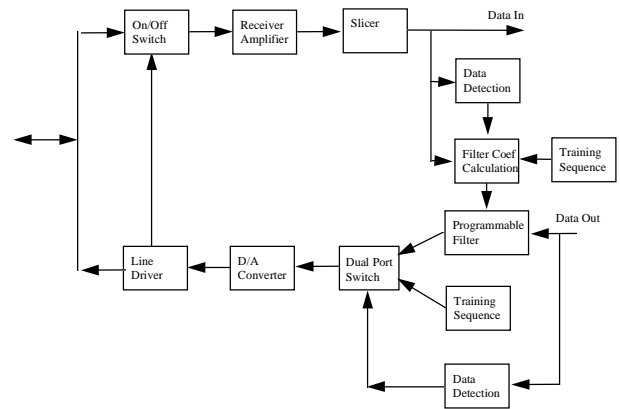 On/Off
Switch
Receiver
Amplifier
Slicer
Data In
Data
Detection
Filter Coef
Calculation
Training
Sequence
Programmable
Filter
Data Out
Line
Driver
D/A
Converter
Dual Port
Switch
Training
Sequence
Data
Detection